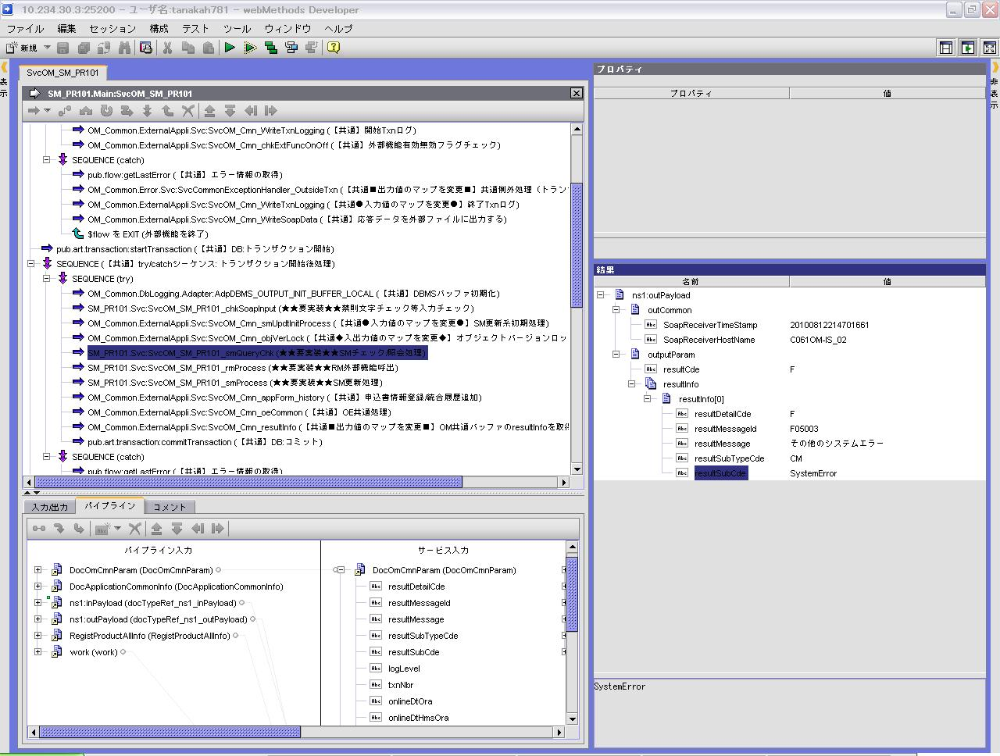 10.234.30.3:25200 - ユーザ名:tanakah781 - webMethods Developer
ファイル 編集 セッション 構成 テスト ツール ウィンドウ ヘルプ
新規
表示
SvcOM_SM_PR101
SM_PR101.Main:SvcOM_SM_PR101
OM_Common.ExternalAppli.Svc:SvcOM_Cmn_WriteTxnLogging (【共通】開始Txnログ)
OM_Common.ExternalAppli.Svc:SvcOM_Cmn_chkExtFuncOnOff (【共通】外部機能有効無効フラグチェック)
SEQUENCE (catch)
pub.flow:getLastError (【共通】エラー情報の取得)
OM_Common.Error.Svc:SvcCommonExceptionHandler_OutsideTxn (【共通■出力値のマップを変更■】共通例外処理 (トラン
OM_Common.ExternalAppli.Svc:SvcOM_Cmn_WriteTxnLogging (【共通●入力値のマップを変更●】終了Txnログ)
OM_Common.ExternalAppli.Svc:SvcOM_Cmn_WriteSoapData (【共通】応答データを外部ファイルに出力する)
$flow を EXIT (外部機能を終了)
pub.art.transaction:startTransaction (【共通】DB:トランザクション開始)
SEQUENCE (【共通】try/catchシーケンス: トランザクション開始後処理)
SEQUENCE (try)
OM_Common.DbLogging.Adapter:AdpDBMS_OUTPUT_INIT_BUFFER_LOCAL (【共通】DBMSバッファ初期化)
SM_PR101.Svc:SvcOM_SM_PR101_chkSoapInput (★★要実装★★禁則文字チェック等入力チェック)
OM_Common.ExternalAppli.Svc:SvcOM_Cmn_smUpdtInitProcess (【共通●入力値のマップを変更●】SM更新系初期処理)
OM_Common.ExternalAppli.Svc:SvcOM_Cmn_objVerLock (【共通◆入出力値のマップを変更◆】オブジェクトバージョンロッ
SM_PR101.Svc:SvcOM_SM_PR101_smQueryChk (★★要実装★★SMチェック/照会処理)
SM_PR101.Svc:SvcOM_SM_PR101_rmProcess (★★要実装★★RM外部機能呼出)
SM_PR101.Svc:SvcOM_SM_PR101_smProcess (★★要実装★★SM更新処理)
OM_Common.ExternalAppli.Svc:SvcOM_Cmn_appForm_history (【共通】申込書情報登録/統合履歴追加)
OM_Common.ExternalAppli.Svc:SvcOM_Cmn_oeCommon (【共通】OE共通処理)
OM_Common.ExternalAppli.Svc:SvcOM_Cmn_resultInfo (【共通■出力値のマップを変更■】OM共通バッファのresultInfoを取得
pub.art.transaction:commitTransaction (【共通】DB:コミット)
SEQUENCE (catch)
pub.flow:getLastError (【共通】エラー情報の取得)
入力/出力 パイプライン コメント
パイプライン入力
DocOmCmnParam (DocOmCmnParam)
DocApplicationCommonInfo (DocApplicationCommonInfo)
ns1:inPayload (docTypeRef_ns1_inPayload)
ns1:outPayload (docTypeRef_ns1_outPayload)
RegistProductAllInfo (RegistProductAllInfo)
work (work)
サービス入力
DocOmCmnParam (DocOmCmnParam)
Abc resultDetailCde
Abc resultMessageId
Abc resultMessage
Abc resultSubTypeCde
Abc resultSubCde
Abc logLevel
Abc txnNbr
Abc onlineDtOra
Abc onlineDtHmsOra
プロパティ
プロパティ 値
結果
名前 値
ns1:outPayload
outCommon
Abc SoapReceiverTimeStamp 20100812214701661
Abc SoapReceiverHostName C061OM-IS_02
outputParam
Abc resultCde F
resultInfo
resultInfo[0]
Abc resultDetailCde F
Abc resultMessageId F05003
Abc resultMessage その他のシステムエラー
Abc resultSubTypeCde CM
Abc resultSubCde SystemError
SystemError
非表示